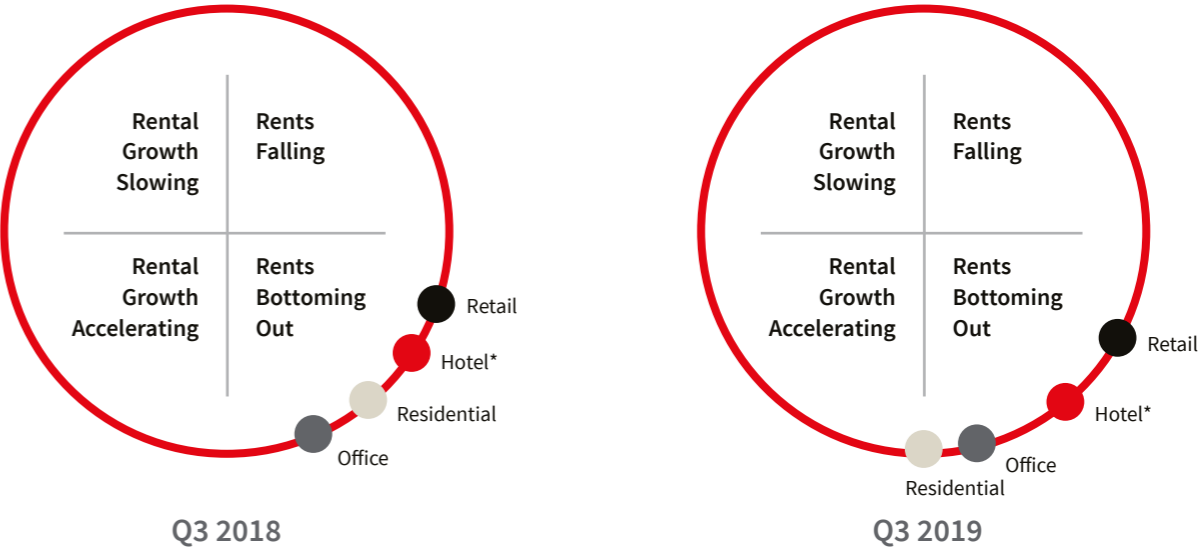 Rental
Growth
Slowing
Rents
Falling
Rental
Growth
Accelerating
Rents
Bottoming
Out
Retail
Hotel*
Residential
Office
Q3 2018
Rental
Growth
Slowing
Rents
Falling
Rental
Growth
Accelerating
Rents
Bottoming
Out
Retail
Hotel*
Office
Residential
Q3 2019